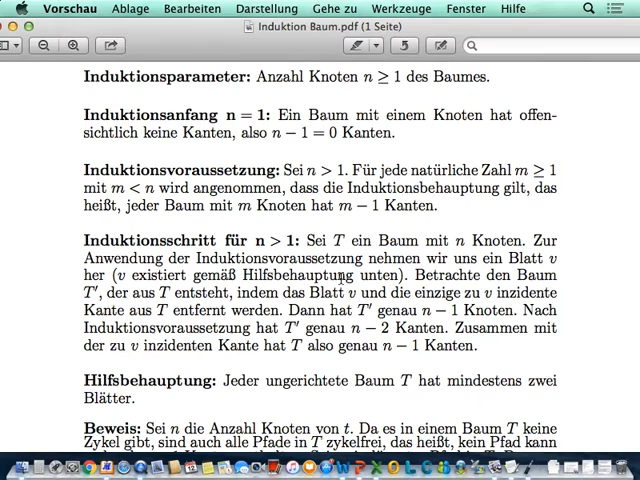 Vorschau Ablage Bearbeiten Darstellung Gehe zu Werkzeuge Fenster Hilfe
Induktion Baum.pdf (1 Seite)
Induktionsparameter: Anzahl Knoten n ≥ 1 des Baumes.
Induktionsanfang n = 1: Ein Baum mit einem Knoten hat offen-
sichtlich keine Kanten, also n − 1 = 0 Kanten.
Induktionsvoraussetzung: Sei n > 1. Für jede natürliche Zahl m ≥ 1
mit m < n wird angenommen, dass die Induktionsbehauptung gilt, das
heißt, jeder Baum mit m Knoten hat m − 1 Kanten.
Induktionsschritt für n > 1: Sei T ein Baum mit n Knoten. Zur
Anwendung der Induktionsvoraussetzung nehmen wir uns ein Blatt v
her (v existiert gemäß Hilfsbehauptung unten). Betrachte den Baum
T′, der aus T entsteht, indem das Blatt v und die einzige zu v inzidente
Kante aus T entfernt werden. Dann hat T′ genau n − 1 Knoten. Nach
Induktionsvoraussetzung hat T′ genau n − 2 Kanten. Zusammen mit
der zu v inzidenten Kante hat T also genau n − 1 Kanten.
Hilfsbehauptung: Jeder ungerichtete Baum T hat mindestens zwei
Blätter.
Beweis: Sei n die Anzahl Knoten von t. Da es in einem Baum T keine
Zykel gibt, sind auch alle Pfade in T zykelfrei, das heißt, kein Pfad kann